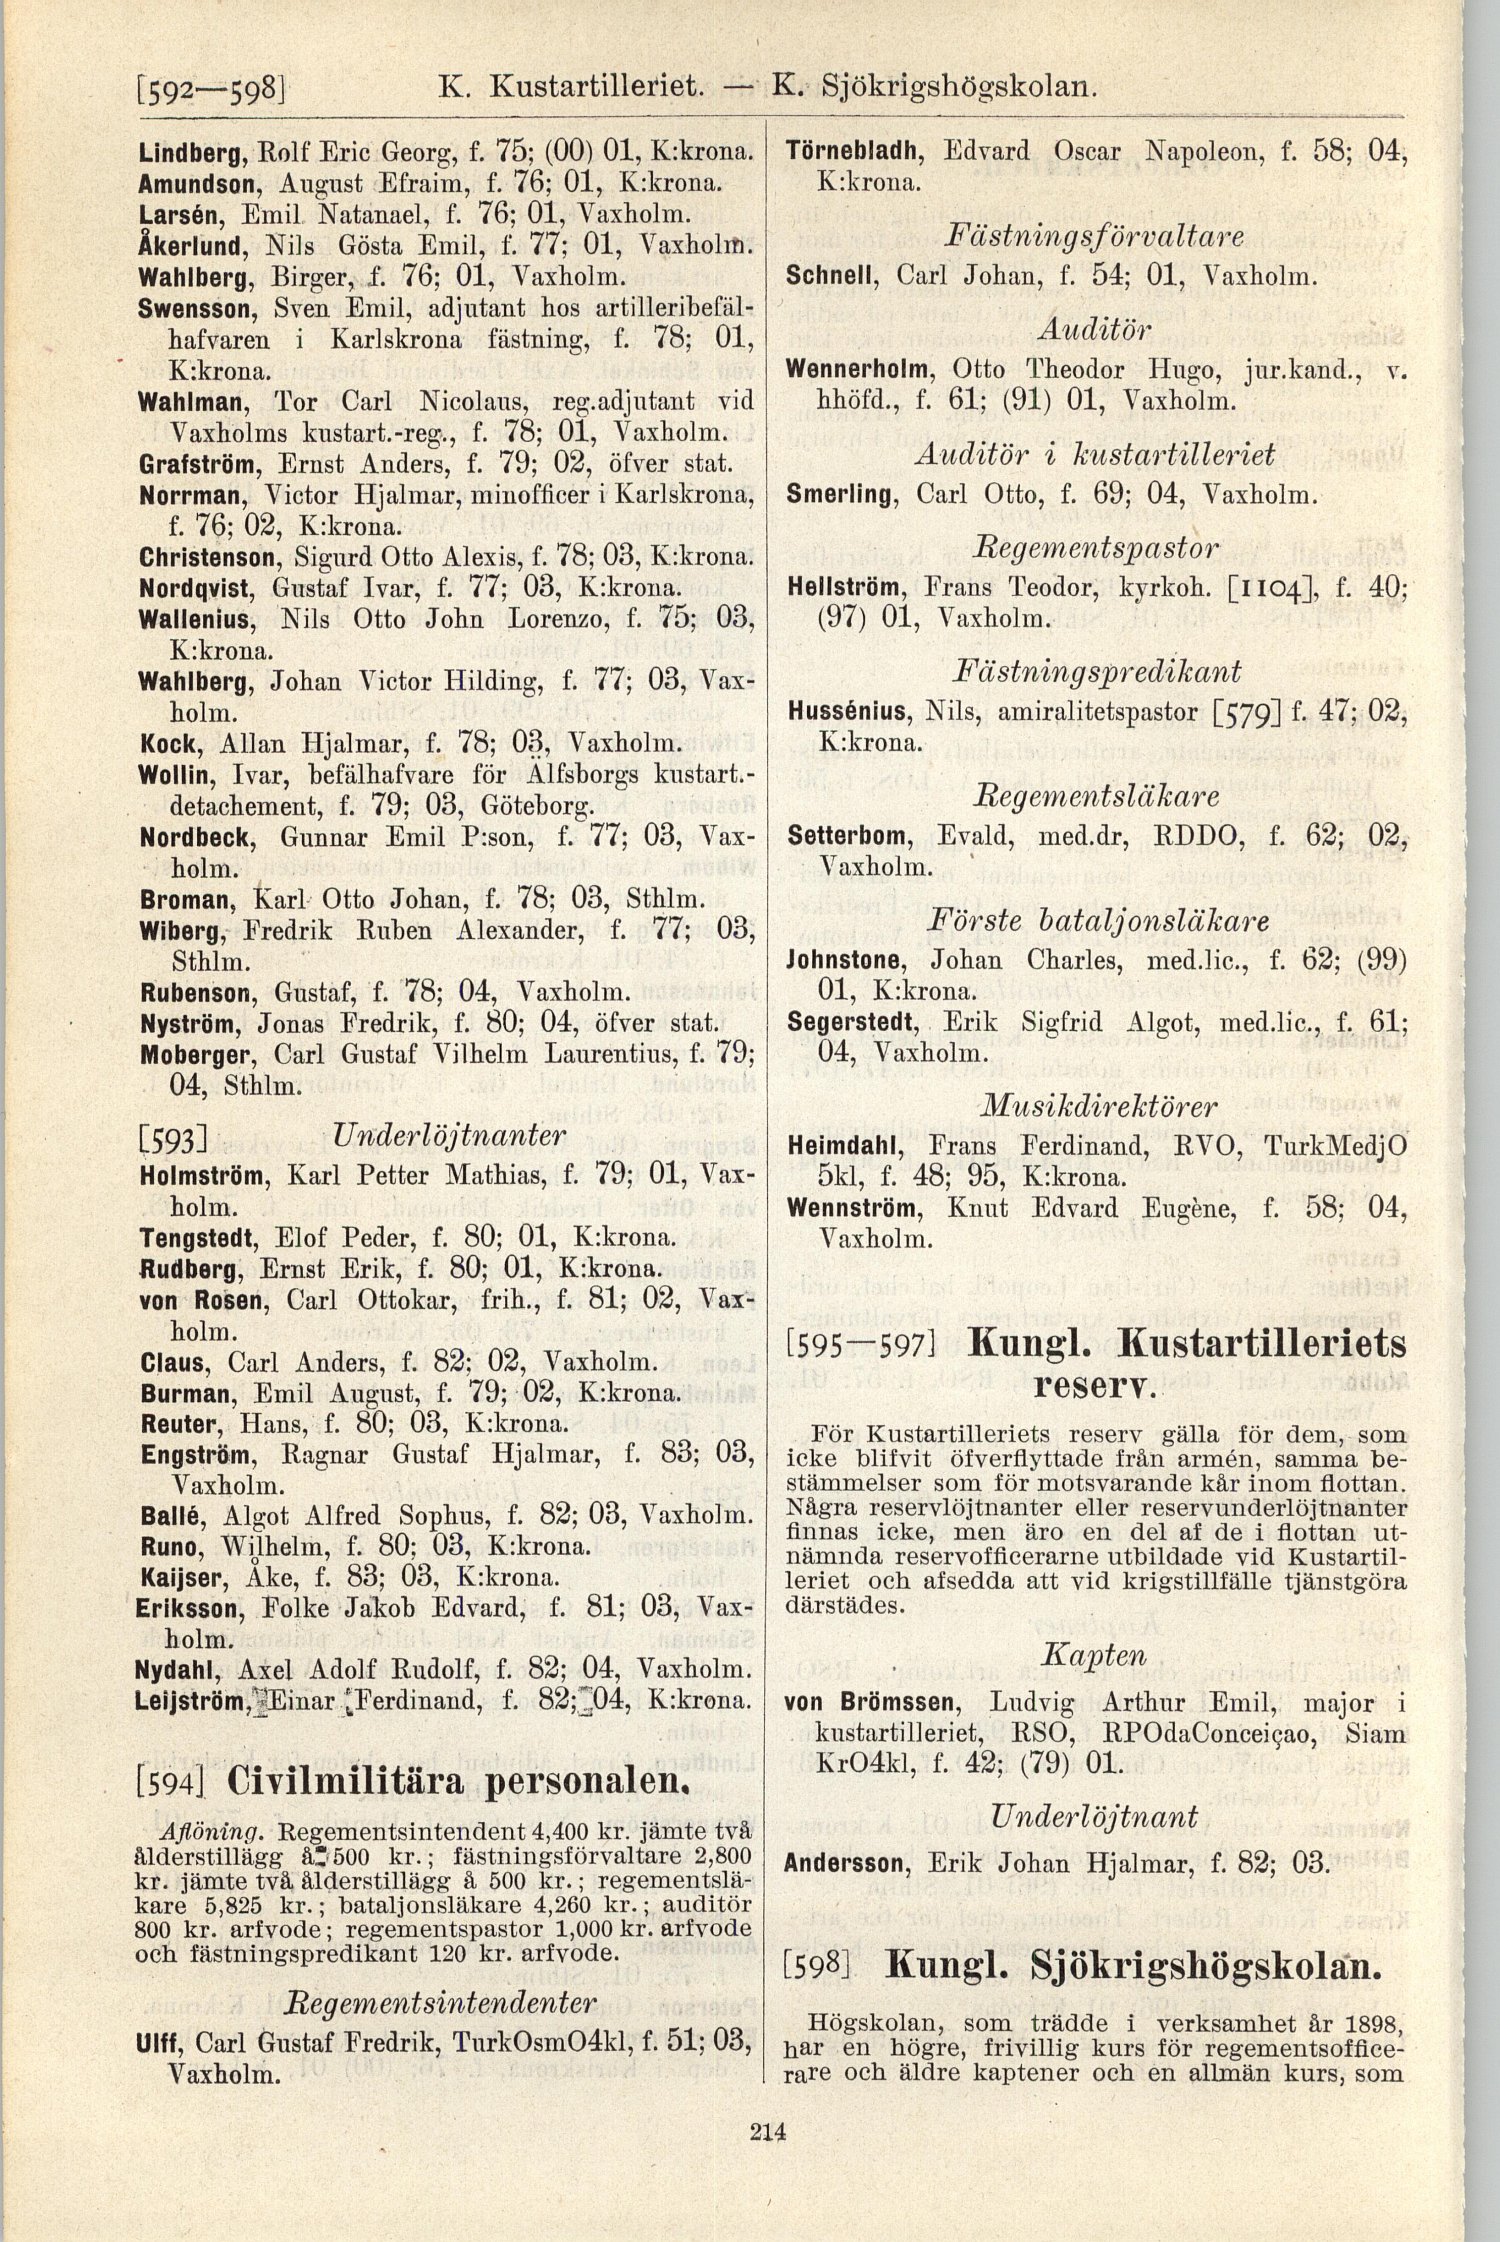 [592—598] K. Kustartilleriet. — K. Sjökrigshögskolan.
Lindberg, Rolf Eric Georg, f. 75; (00) 01, K:krona.
Amundson, August Efraim, f. 76; 01, K:krona.
Larsén, Emil Natanael, f. 76; 01, Vaxholm.
Åkerlund, Nils Gösta Emil, f. 77; 01, Vaxholm.
Wahlberg, Birger, f. 76; 01, Vaxholm.
Swensson, Sven Emil, adjutant hos artilleribefäl-
hafvaren i Karlskrona fästning, f. 78; 01,
K:krona.
Wahlman, Tor Carl Nicolaus, reg.adjutant vid
Vaxholms kustart.-reg., f. 78; 01, Vaxholm.
Grafström, Ernst Anders, f. 79; 02, öfver stat.
Norrman, Victor Hjalmar, minofficer i Karlskrona,
f. 76; 02, K:krona.
Christenson, Sigurd Otto Alexis, f. 78; 03, K:krona.
Nordqvist, Gustaf Ivar, f. 77; 03, K:krona.
Wallenius, Nils Otto John Lorenzo, f. 75; 03,
K:krona.
Wahlberg, Johan Victor Hilding, f. 77; 03, Vax-
holm.
Kock, Allan Hjalmar, f. 78; 03, Vaxholm.
Wollin, Ivar, befälhafvare för Älfsborgs kustart.-
detachement, f. 79; 03, Göteborg.
Nordbeck, Gunnar Emil P:son, f. 77; 03, Vax-
holm.
Broman, Karl Otto Johan, f. 78; 03, Sthlm.
Wiberg, Fredrik Ruben Alexander, f. 77; 03,
Sthlm.
Rubenson, Gustaf, f. 78; 04, Vaxholm.
Nyström, Jonas Fredrik, f. 80; 04, öfver stat.
Moberger, Carl Gustaf Vilhelm Laurentius, f. 79;
04, Sthlm.
[593] Underlöjtnanter
Holmström, Karl Petter Mathias, f. 79; 01, Vax-
holm.
Tengstedt, Elof Peder, f. 80; 01, K:krona.
Rudberg, Ernst Erik, f. 80; 01, K:krona.
von Rosen, Carl Ottokar, frih., f. 81; 02, Vax-
holm.
Claus, Carl Anders, f. 82; 02, Vaxholm.
Burman, Emil August, f. 79; 02, K:krona.
Reuter, Hans, f. 80; 03, K:krona.
Engström, Ragnar Gustaf Hjalmar, f. 83; 03,
Vaxholm.
Ballé, Algot Alfred Sophus, f. 82; 03, Vaxholm.
Runo, Wilhelm, f. 80; 03, K:krona.
Kaijser, Åke, f. 83; 03, K:krona.
Eriksson, Folke Jakob Edvard, f. 81; 03, Vax-
holm.
Nydahl, Axel Adolf Rudolf, f. 82; 04, Vaxholm.
Leijström, Einar Ferdinand, f. 82; 04, K:krona.
[594] Civilmilitära personalen.
Aflöning. Regementsintendent 4,400 kr. jämte två
ålderstillägg à 500 kr.; fästningsförvaltare 2,800
kr. jämte två ålderstillägg à 500 kr.; regementslä-
kare 5,825 kr.; bataljonsläkare 4,260 kr.; auditör
800 kr. arfvode; regementspastor 1,000 kr. arfvode
och fästningspredikant 120 kr. arfvode.
Regementsintendenter
Ulff, Carl Gustaf Fredrik, TurkOsmO4kl, f. 51; 03,
Vaxholm.
Törnebladh, Edvard Oscar Napoleon, f. 58; 04,
K:krona.
Fästningsförvaltare
Schnell, Carl Johan, f. 54; 01, Vaxholm.
Auditör
Wennerholm, Otto Theodor Hugo, jur.kand., v.
hhöfd., f. 61; (91) 01, Vaxholm.
Auditör i kustartilleriet
Smerling, Carl Otto, f. 69; 04, Vaxholm.
Regementspastor
Hellström, Frans Teodor, kyrkoh. [1104], f. 40;
(97) 01, Vaxholm.
Fästningspredikant
Hussénius, Nils, amiralitetspastor [579] f. 47; 02,
K:krona.
Regementsläkare
Setterbom, Evald, med.dr, RDDO, f. 62; 02,
Vaxholm.
Förste bataljonsläkare
Johnstone, Johan Charles, med.lic., f. 62; (99)
01, K:krona.
Segerstedt, Erik Sigfrid Algot, med.lic., f. 61;
04, Vaxholm.
Musikdirektörer
Heimdahl, Frans Ferdinand, RVO, TurkMedjO
5kl, f. 48; 95, K:krona.
Wennström, Knut Edvard Eugène, f. 58; 04,
Vaxholm.
[595—597] Kungl. Kustartilleriets
reserv.
För Kustartilleriets reserv gälla för dem, som
icke blifvit öfverflyttade från armén, samma be-
stämmelser som för motsvarande kår inom flottan.
Några reservlöjtnanter eller reservunderlöjtnanter
finnas icke, men äro en del af de i flottan ut-
nämnda reservofficerarne utbildade vid Kustartil-
leriet och afsedda att vid krigstillfälle tjänstgöra
därstädes.
Kapten
von Brömssen, Ludvig Arthur Emil, major i
kustartilleriet, RSO, RPOdaConceiçao, Siam
KrO4kl, f. 42; (79) 01.
Underlöjtnant
Andersson, Erik Johan Hjalmar, f. 82; 03.
[598] Kungl. Sjökrigshögskolan.
Högskolan, som trädde i verksamhet år 1898,
har en högre, frivillig kurs för regementsoffice-
rare och äldre kaptener och en allmän kurs, som
214